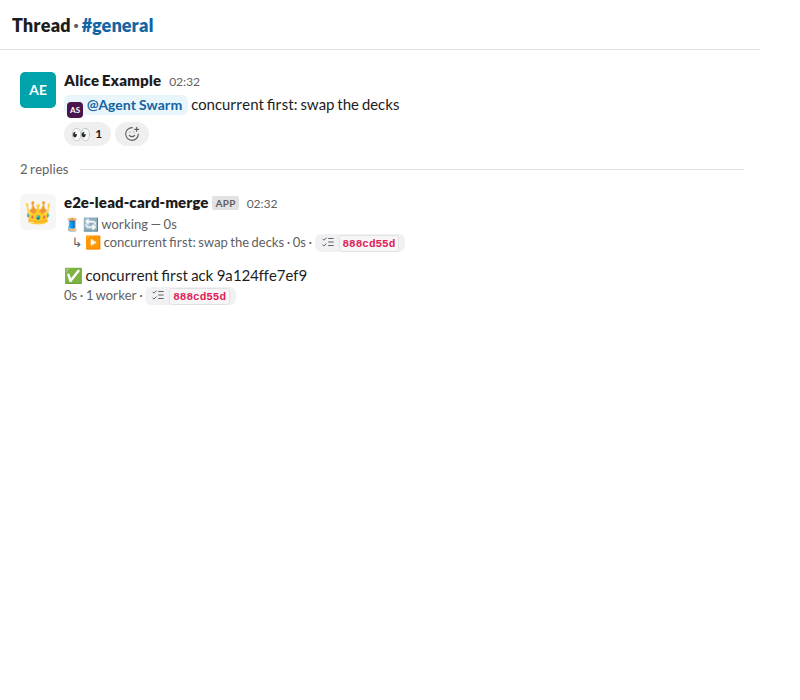 Thread · #general
AE
Alice Example 02:32
AS @Agent Swarm concurrent first: swap the decks
👀 1
2 replies
e2e-lead-card-merge APP 02:32
🧵 🔄 working — 0s
↳ ▶️ concurrent first: swap the decks · 0s · 888cd55d
✅ concurrent first ack 9a124ffe7ef9
0s · 1 worker · 888cd55d